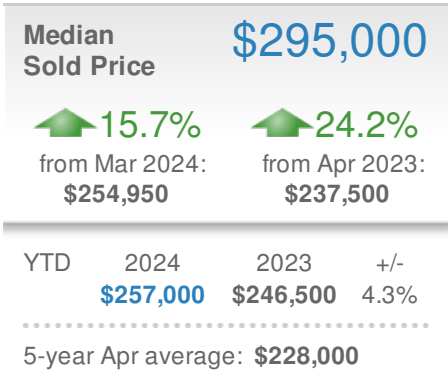 Median
Sold Price
$295,000
15.7%
24.2%
from Mar 2024:
from Apr 2023:
$254,950
$237,500
YTD 2024 2023 +/-
$257,000 $246,500 4.3%
5-year Apr average: $228,000